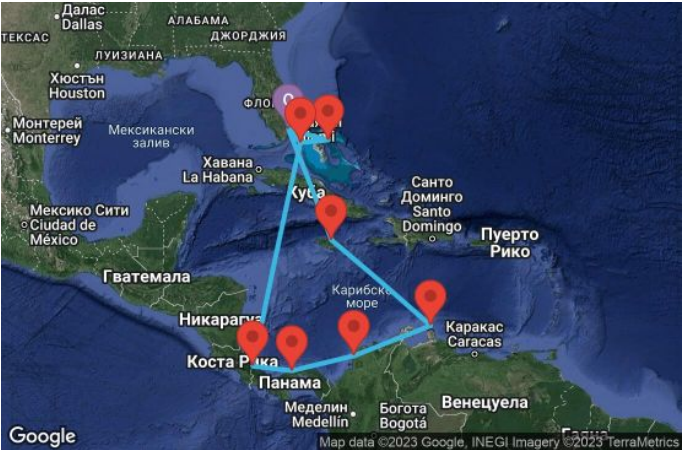 Далас
Dallas
АЛАБАМА
ТЕКСАС
ДЖОРДЖИЯ
ЛУИЗИАНА
Хюстън
Houston
Монтерей
Monterrey
Мексикански
залив
Хавана
La Habana
Куба
Санто
Доминго
Santo
Domingo
Пуерто
Рико
Мексико Сити
Ciudad de
México
Гватемала
Карибско
море
Никарагуа
Каракас
Caracas
Коста Рика
Панама
Меделин
Medellín
Богота
Bogotá
Венецуела
Google
Map data ©2023 Google, INEGI Imagery ©2023 TerraMetrics